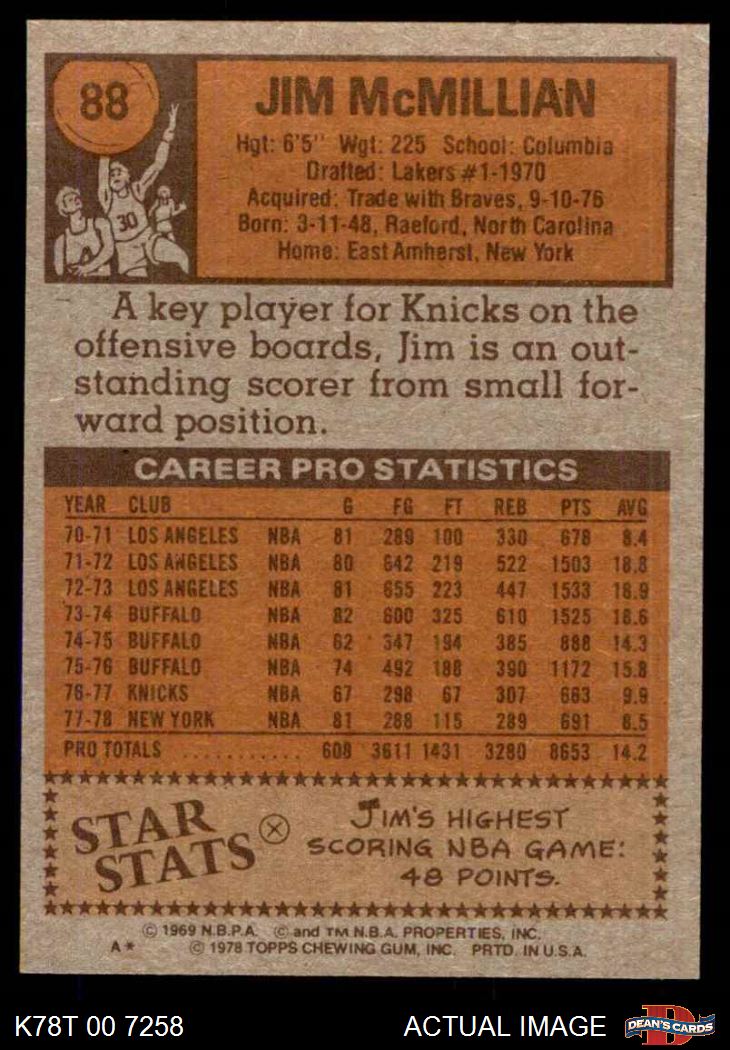 88
30
JIM McMILLIAN
Hgt: 6'5" Wgt: 225 School: Columbia
Drafted: Lakers #1-1970
Acquired: Trade with Braves, 9-10-76
Born: 3-11-48, Raeford, North Carolina
Home: East Amherst, New York
A key player for Knicks on the
offensive boards, Jim is an out-
standing scorer from small for-
ward position.
CAREER PRO STATISTICS
YEAR CLUB G FG FT REB PTS AVG
70-71 LOS ANGELES NBA 81 289 100 330 678 8.4
71-72 LOS ANGELES NBA 80 642 219 522 1503 18.8
72-73 LOS ANGELES NBA 81 655 223 447 1533 18.9
73-74 BUFFALO NBA 82 600 325 610 1525 18.6
74-75 BUFFALO NBA 62 347 194 385 888 14.3
75-76 BUFFALO NBA 74 492 188 390 1172 15.8
76-77 KNICKS NBA 67 298 67 307 663 9.9
77-78 NEW YORK NBA 81 288 115 289 691 8.5
PRO TOTALS ............ 608 3611 1431 3280 8653 14.2
STAR STATS
JIM'S HIGHEST
SCORING NBA GAME:
48 POINTS.
© 1969 N.B.P.A. © and TM N.B.A. PROPERTIES, INC.
A* © 1978 TOPPS CHEWING GUM, INC. PRTD. IN U.S.A.
K78T 00 7258 ACTUAL IMAGE
D DEAN'S CARDS